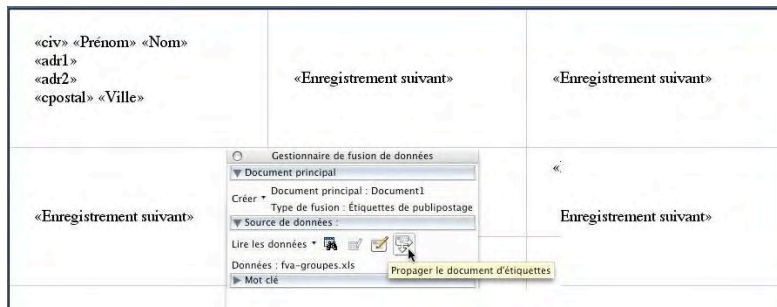 «civ» «Prénom» «Nom»
«adr1»
«adr2»
«cpostal» «Ville»
«Enregistrement suivant»
«Enregistrement suivant»
«Enregistrement suivant»
«
Enregistrement suivant»
Gestionnaire de fusion de données
Document principal
Créer
Document principal : Document1
Type de fusion : Étiquettes de publipostage
Source de données :
Lire les données
Données : fva-groupes.xls
Propager le document d'étiquettes
Mot clé